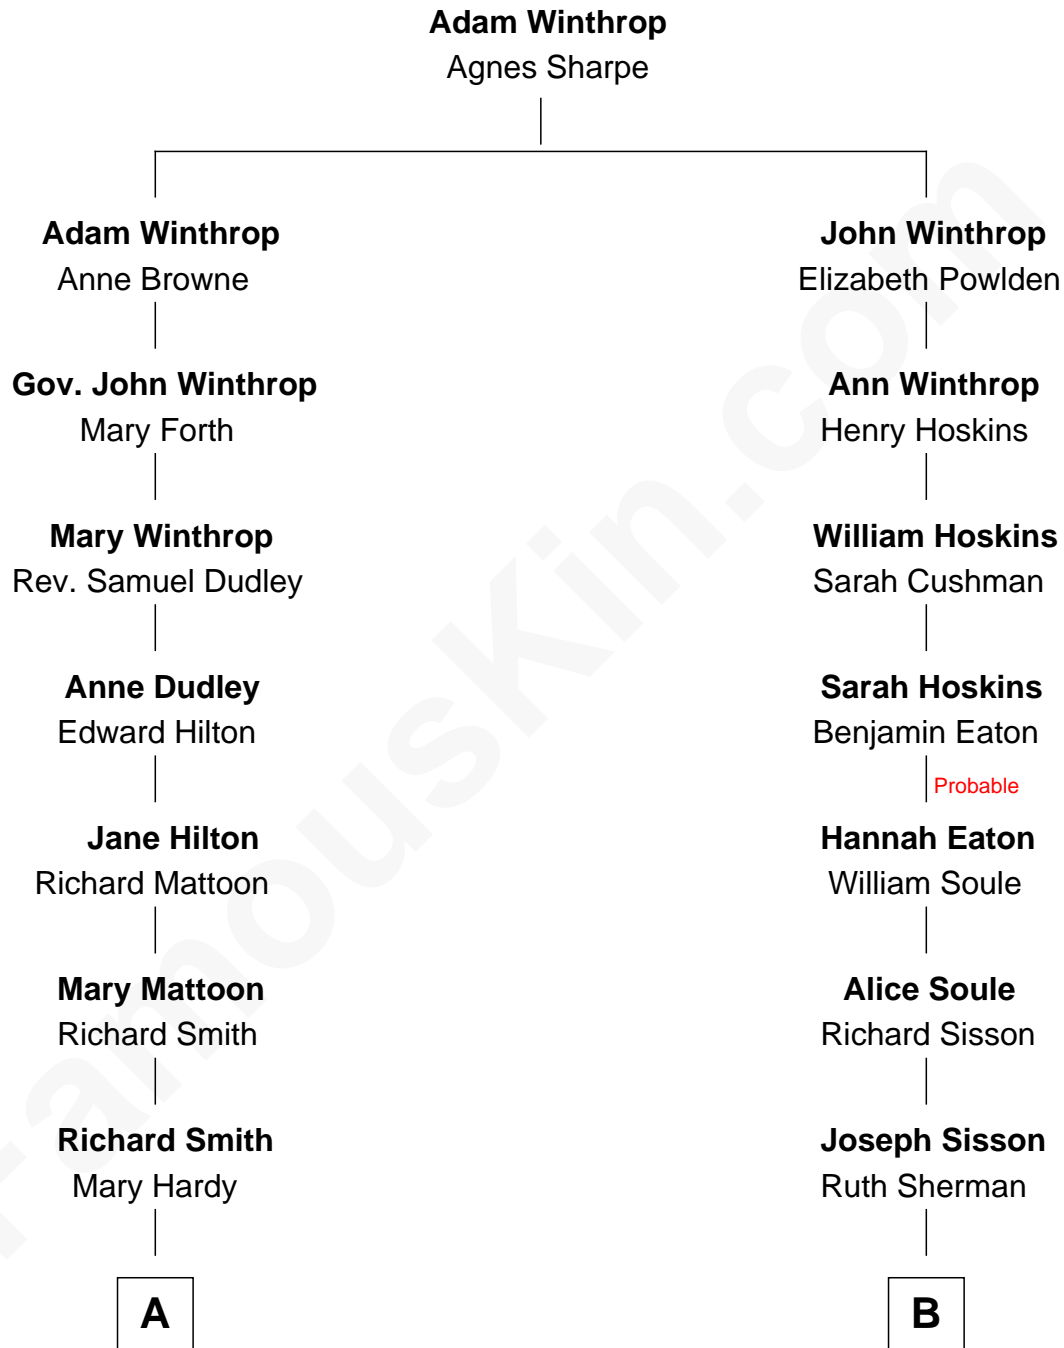 Adam Winthrop
Agnes Sharpe
Adam Winthrop
Anne Browne
Gov. John Winthrop
Mary Forth
Mary Winthrop
Rev. Samuel Dudley
Anne Dudley
Edward Hilton
Jane Hilton
Richard Mattoon
Mary Mattoon
Richard Smith
Richard Smith
Mary Hardy
A
John Winthrop
Elizabeth Powlden
Ann Winthrop
Henry Hoskins
William Hoskins
Sarah Cushman
Sarah Hoskins
Benjamin Eaton
Probable
Hannah Eaton
William Soule
Alice Soule
Richard Sisson
Joseph Sisson
Ruth Sherman
B
FamousKin.com